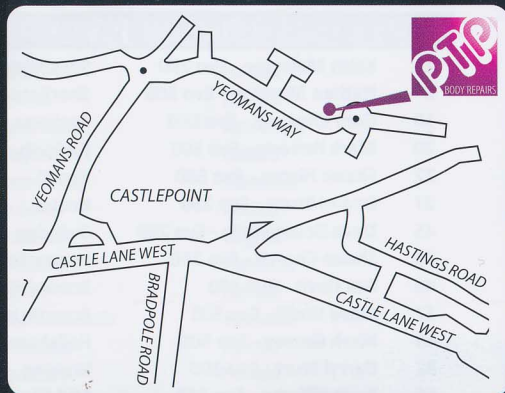 PTP
BODY REPAIRS
YEOMANS WAY
YEOMANS ROAD
CASTLEPOINT
CASTLE LANE WEST
HASTINGS ROAD
BRADPOLE ROAD
CASTLE LANE WEST